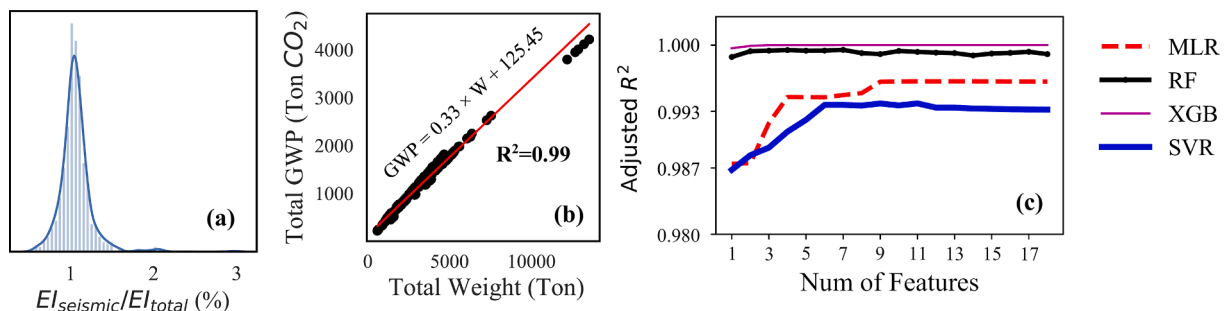 (a)
1 2 3
EI_seismic/EI_total (%)
Total GWP (Ton CO_2)
4000
3000
2000
1000
GWP = 0.33 × W + 125.45
R²=0.99
(b)
0 5000 10000
Total Weight (Ton)
Adjusted R²
1.000
0.993
0.987
0.980
(c)
1 3 5 7 9 11 13 15 17
Num of Features
MLR
RF
XGB
SVR